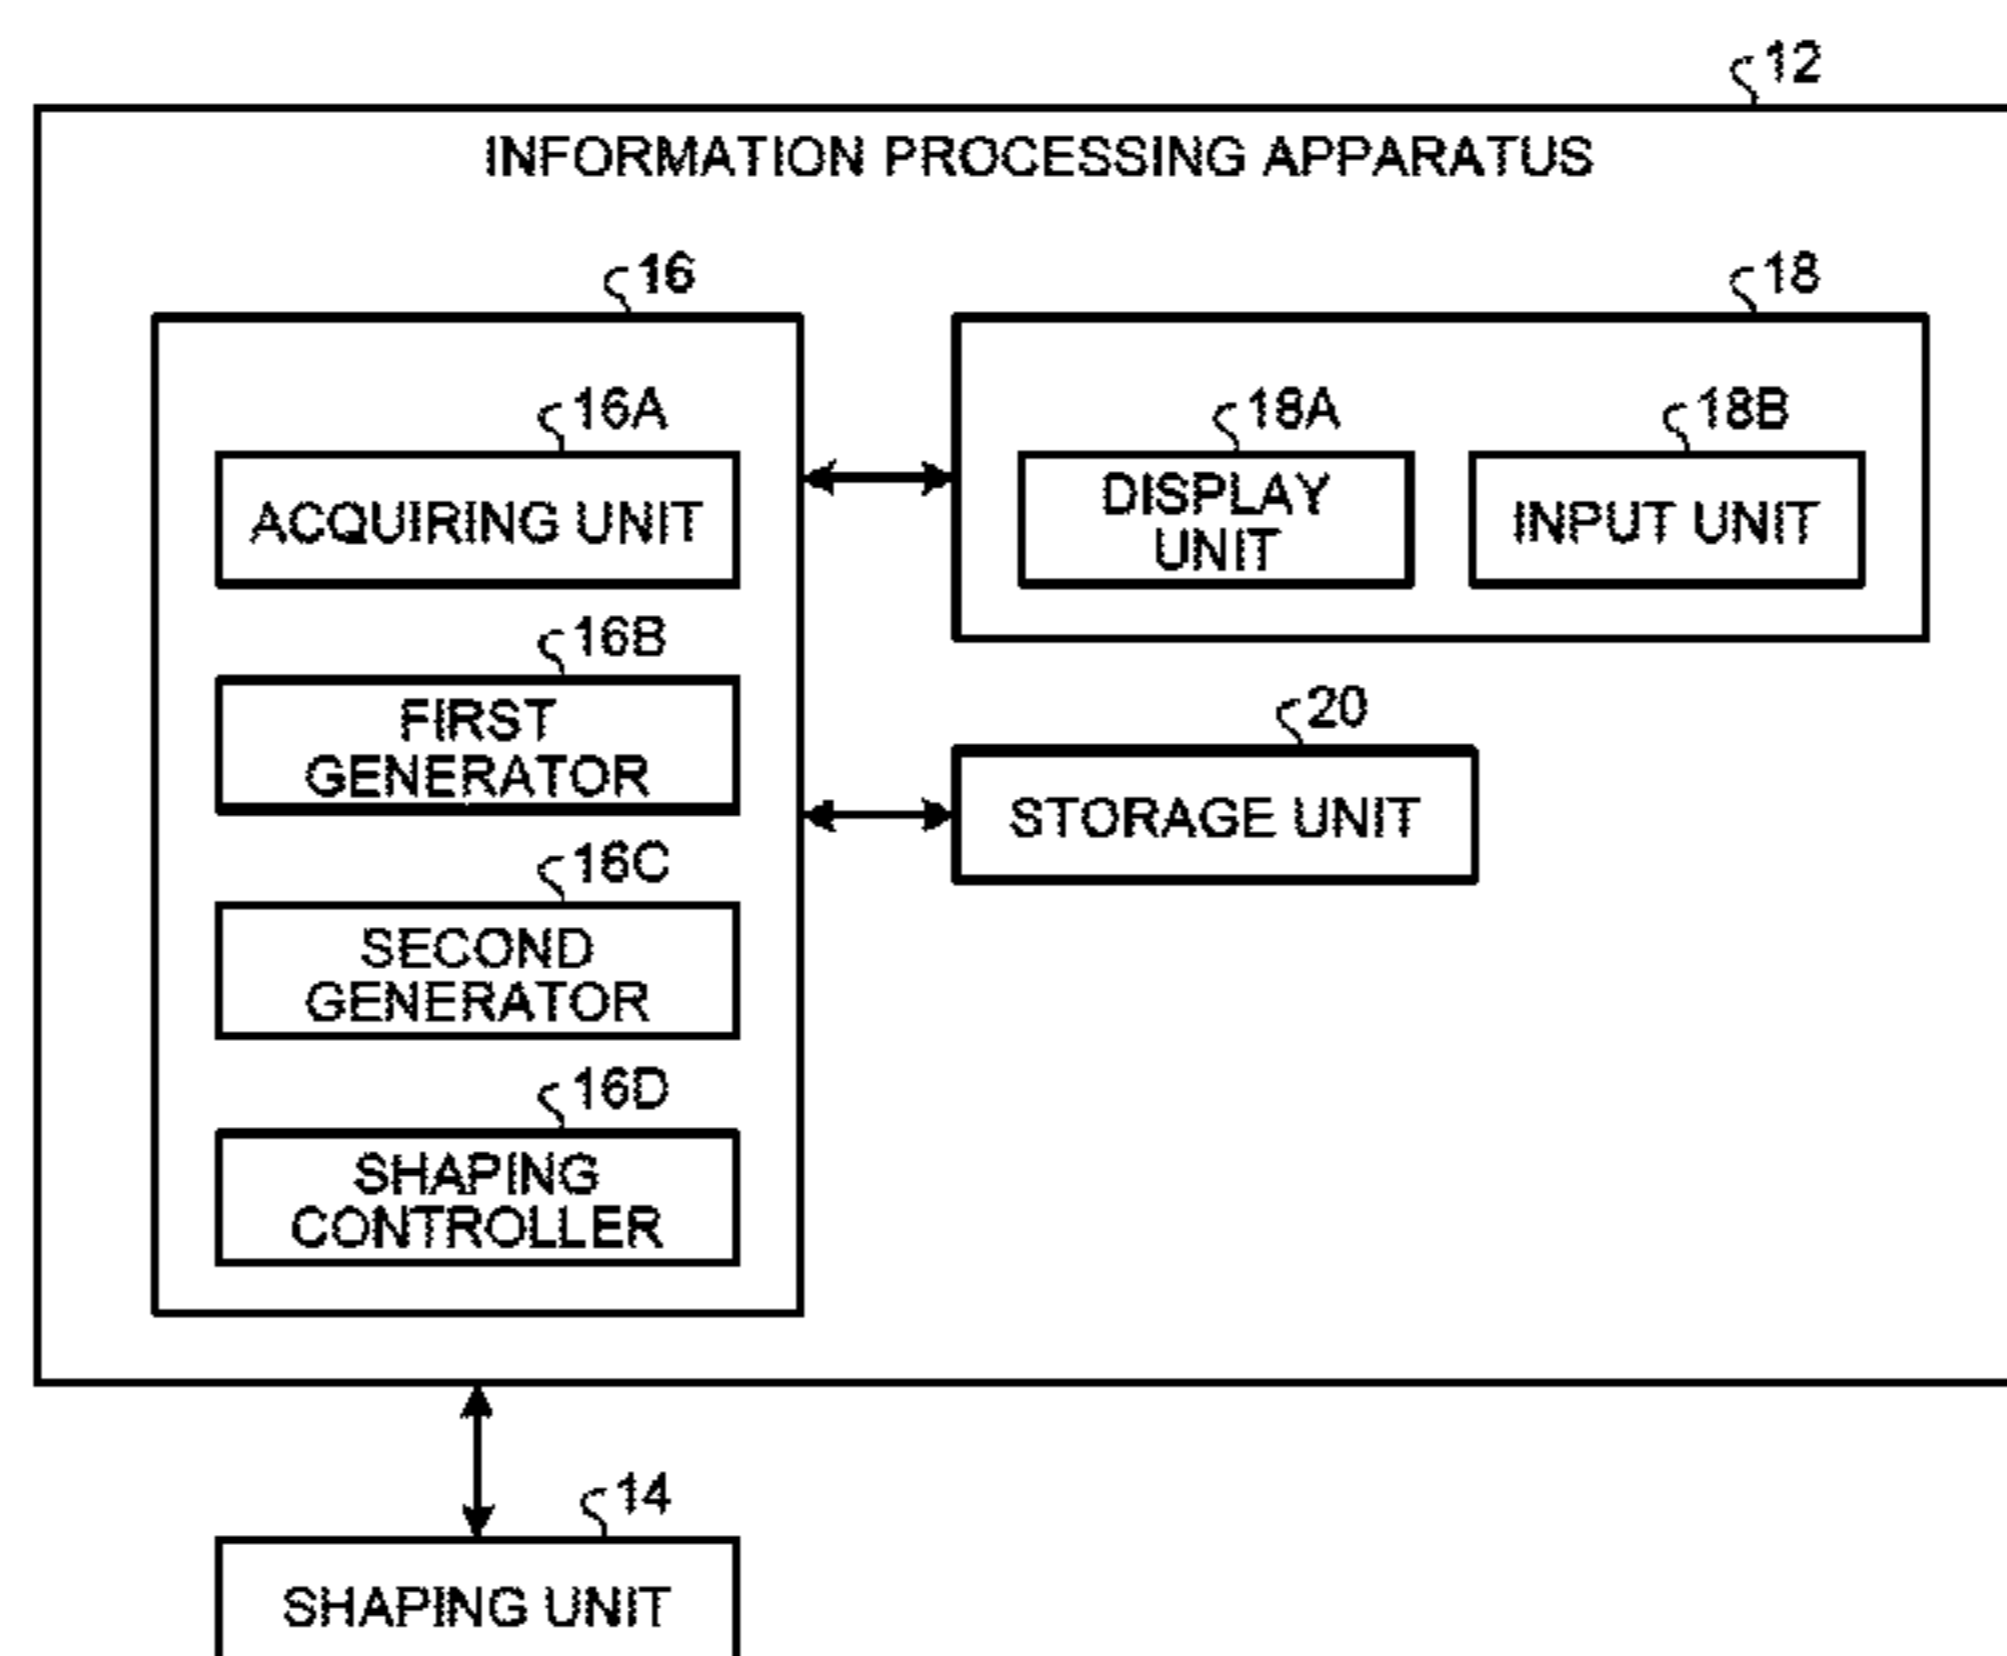 12
INFORMATION PROCESSING APPARATUS
16
18
16A
ACQUIRING UNIT
18A
DISPLAY
UNIT
18B
INPUT UNIT
16B
FIRST
GENERATOR
20
STORAGE UNIT
16C
SECOND
GENERATOR
16D
SHAPING
CONTROLLER
14
SHAPING UNIT